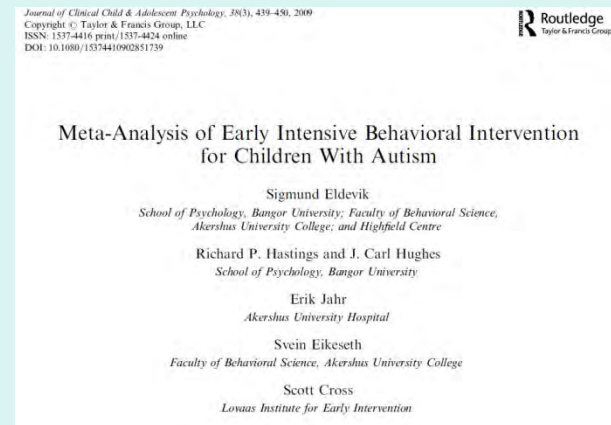 Journal of Clinical Child & Adolescent Psychology, 38(3), 439–450, 2009
Copyright © Taylor & Francis Group, LLC
ISSN: 1537-4416 print/1537-4424 online
DOI: 10.1080/15374410902851739
Routledge
Taylor & Francis Group
Meta-Analysis of Early Intensive Behavioral Intervention
for Children With Autism
Sigmund Eldevik
School of Psychology, Bangor University; Faculty of Behavioral Science,
Akershus University College; and Highfield Centre
Richard P. Hastings and J. Carl Hughes
School of Psychology, Bangor University
Erik Jahr
Akershus University Hospital
Svein Eikeseth
Faculty of Behavioral Science, Akershus University College
Scott Cross
Lovaas Institute for Early Intervention